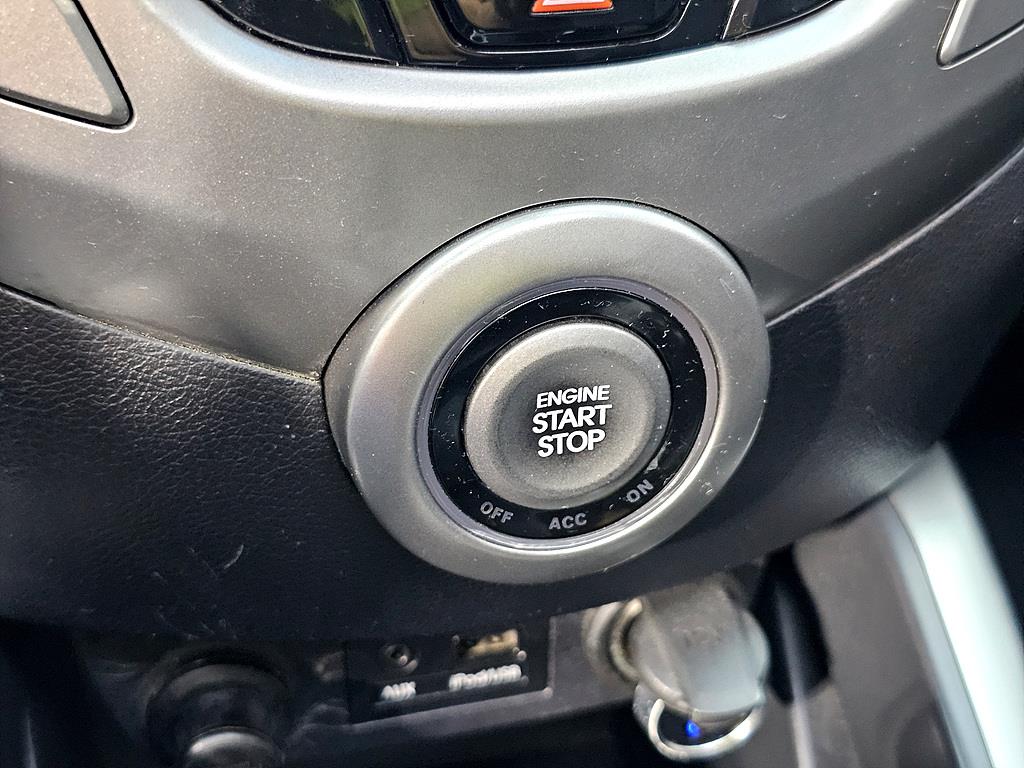 ENGINE
START
STOP
OFF ACC ON
AUX iPod/USB